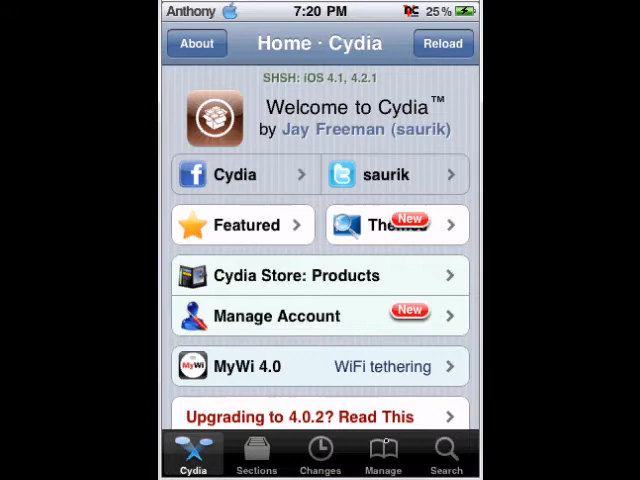 Anthony 7:20 PM 25%
About Home · Cydia Reload
SHSH: iOS 4.1, 4.2.1
Welcome to Cydia™
by Jay Freeman (saurik)
Cydia saurik
Featured Themes New
Cydia Store: Products
Manage Account New
MyWi MyWi 4.0 WiFi tethering
Upgrading to 4.0.2? Read This
Cydia Sections Changes Manage Search